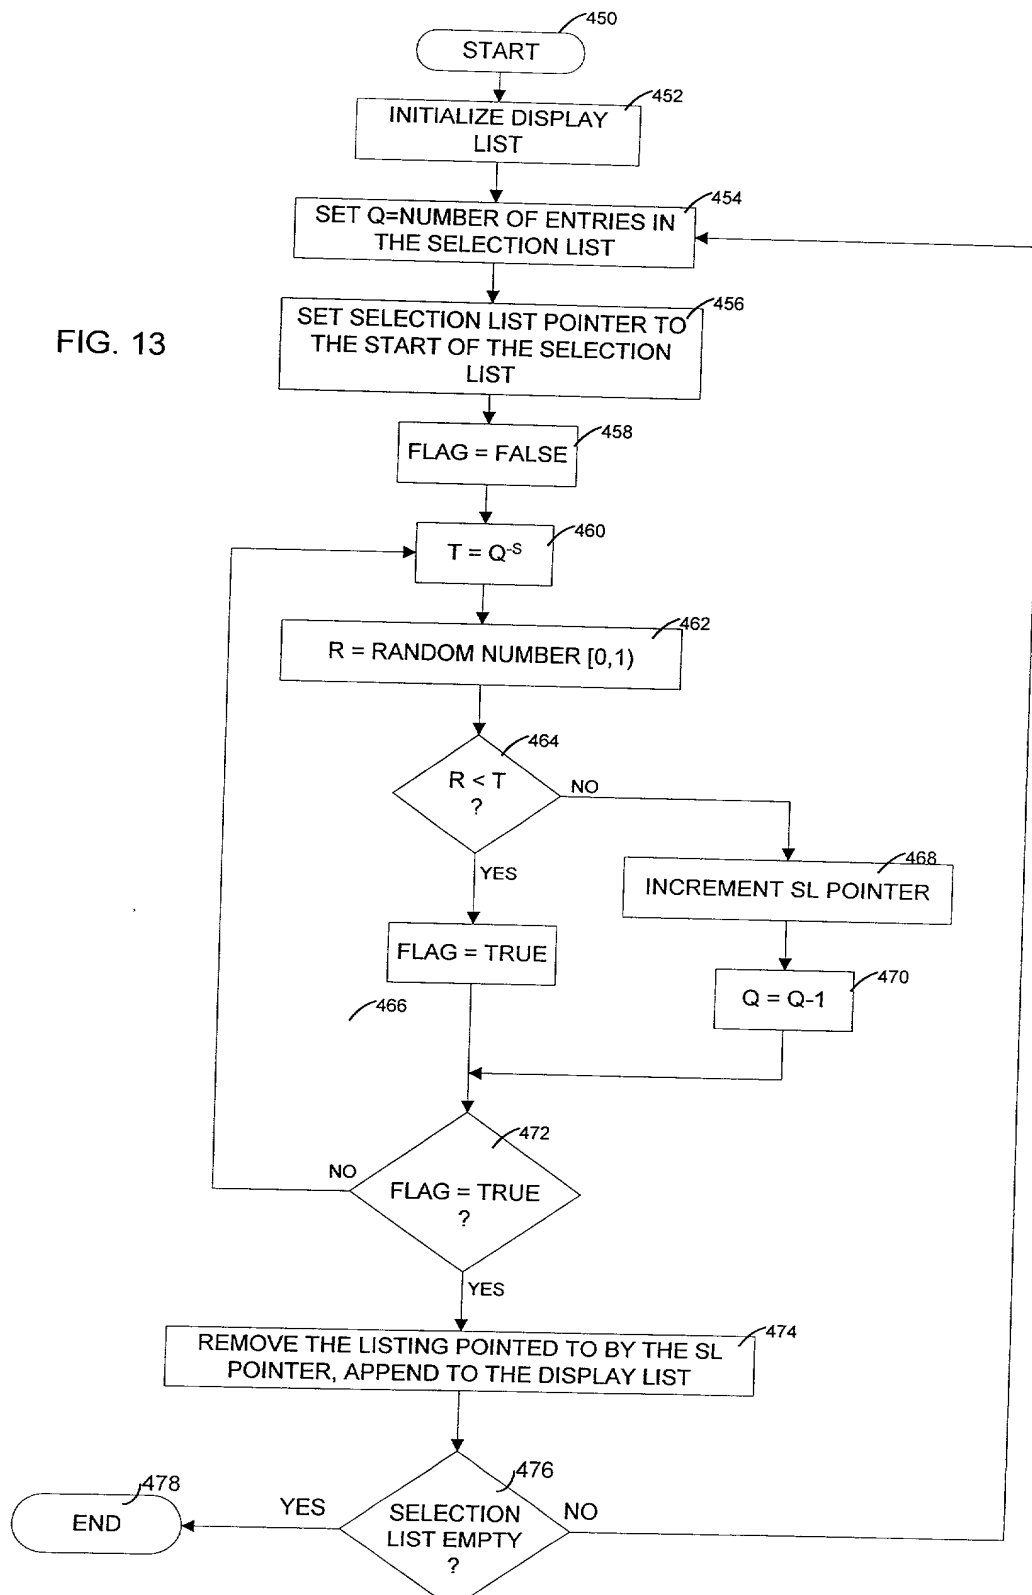 450
START
452
INITIALIZE DISPLAY
LIST
454
SET Q=NUMBER OF ENTRIES IN
THE SELECTION LIST
456
SET SELECTION LIST POINTER TO
THE START OF THE SELECTION
LIST
FIG. 13
458
FLAG = FALSE
460
T = Q^-S
462
R = RANDOM NUMBER [0,1)
464
R < T
?
NO
YES
468
INCREMENT SL POINTER
FLAG = TRUE
466
470
Q = Q-1
472
NO
FLAG = TRUE
?
YES
474
REMOVE THE LISTING POINTED TO BY THE SL
POINTER, APPEND TO THE DISPLAY LIST
476
SELECTION
LIST EMPTY
?
YES
NO
478
END